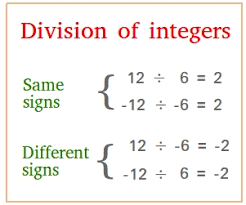 Division of integers
Same signs
12 ÷ 6 = 2
-12 ÷ -6 = 2
Different signs
12 ÷ -6 = -2
-12 ÷ 6 = -2